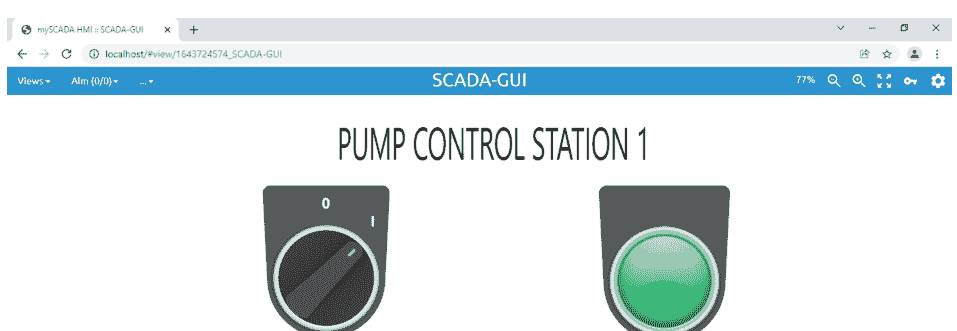 mySCADA HMI :: SCADA-GUI
localhost/#view/1643724574_SCADA-GUI
Views Alm (0/0) ... SCADA-GUI 77%
PUMP CONTROL STATION 1
0
I